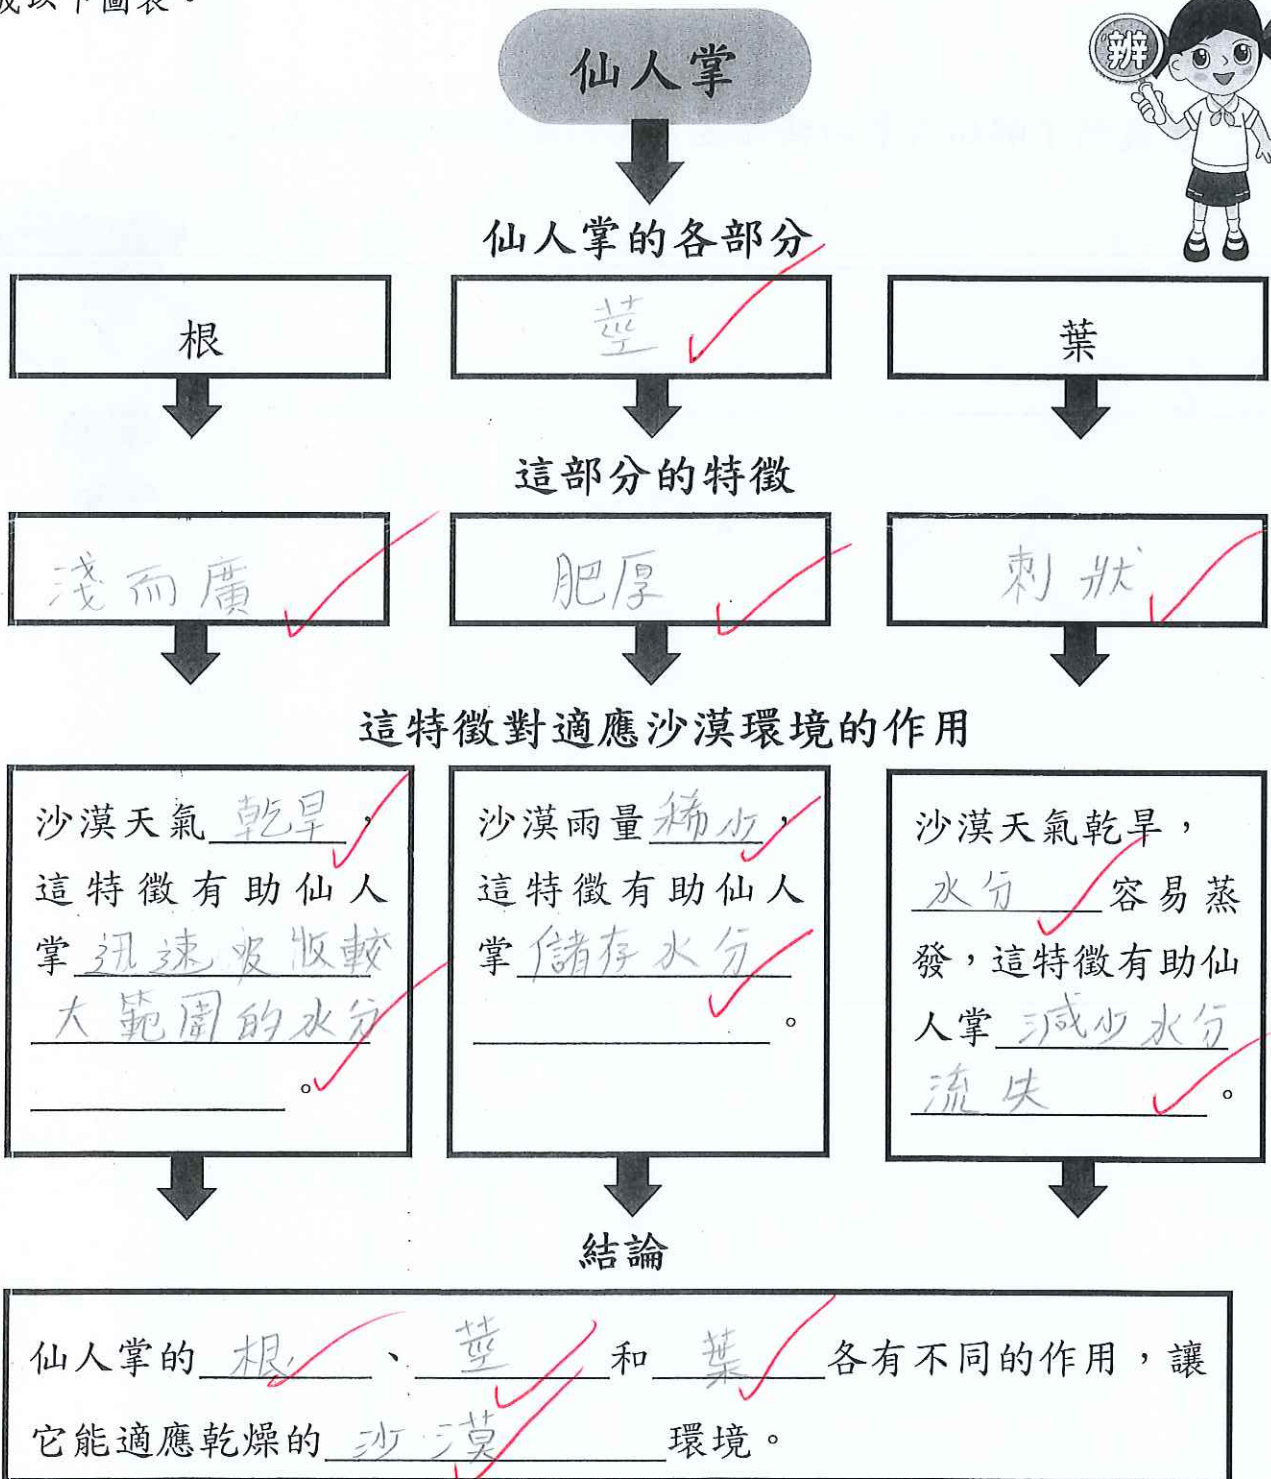 成以下圖表。
仙人掌
辨
仙人掌的各部分
根
莖
葉
這部分的特徵
淺而廣
肥厚
刺狀
這特徵對適應沙漠環境的作用
沙漠天氣乾旱，
這特徵有助仙人
掌迅速吸收較
大範圍的水分
。
沙漠雨量稀少，
這特徵有助仙人
掌儲存水分
。
沙漠天氣乾旱，
水分容易蒸
發，這特徵有助仙
人掌減少水分
流失。
結論
仙人掌的根、莖和葉各有不同的作用，讓
它能適應乾燥的沙漠環境。